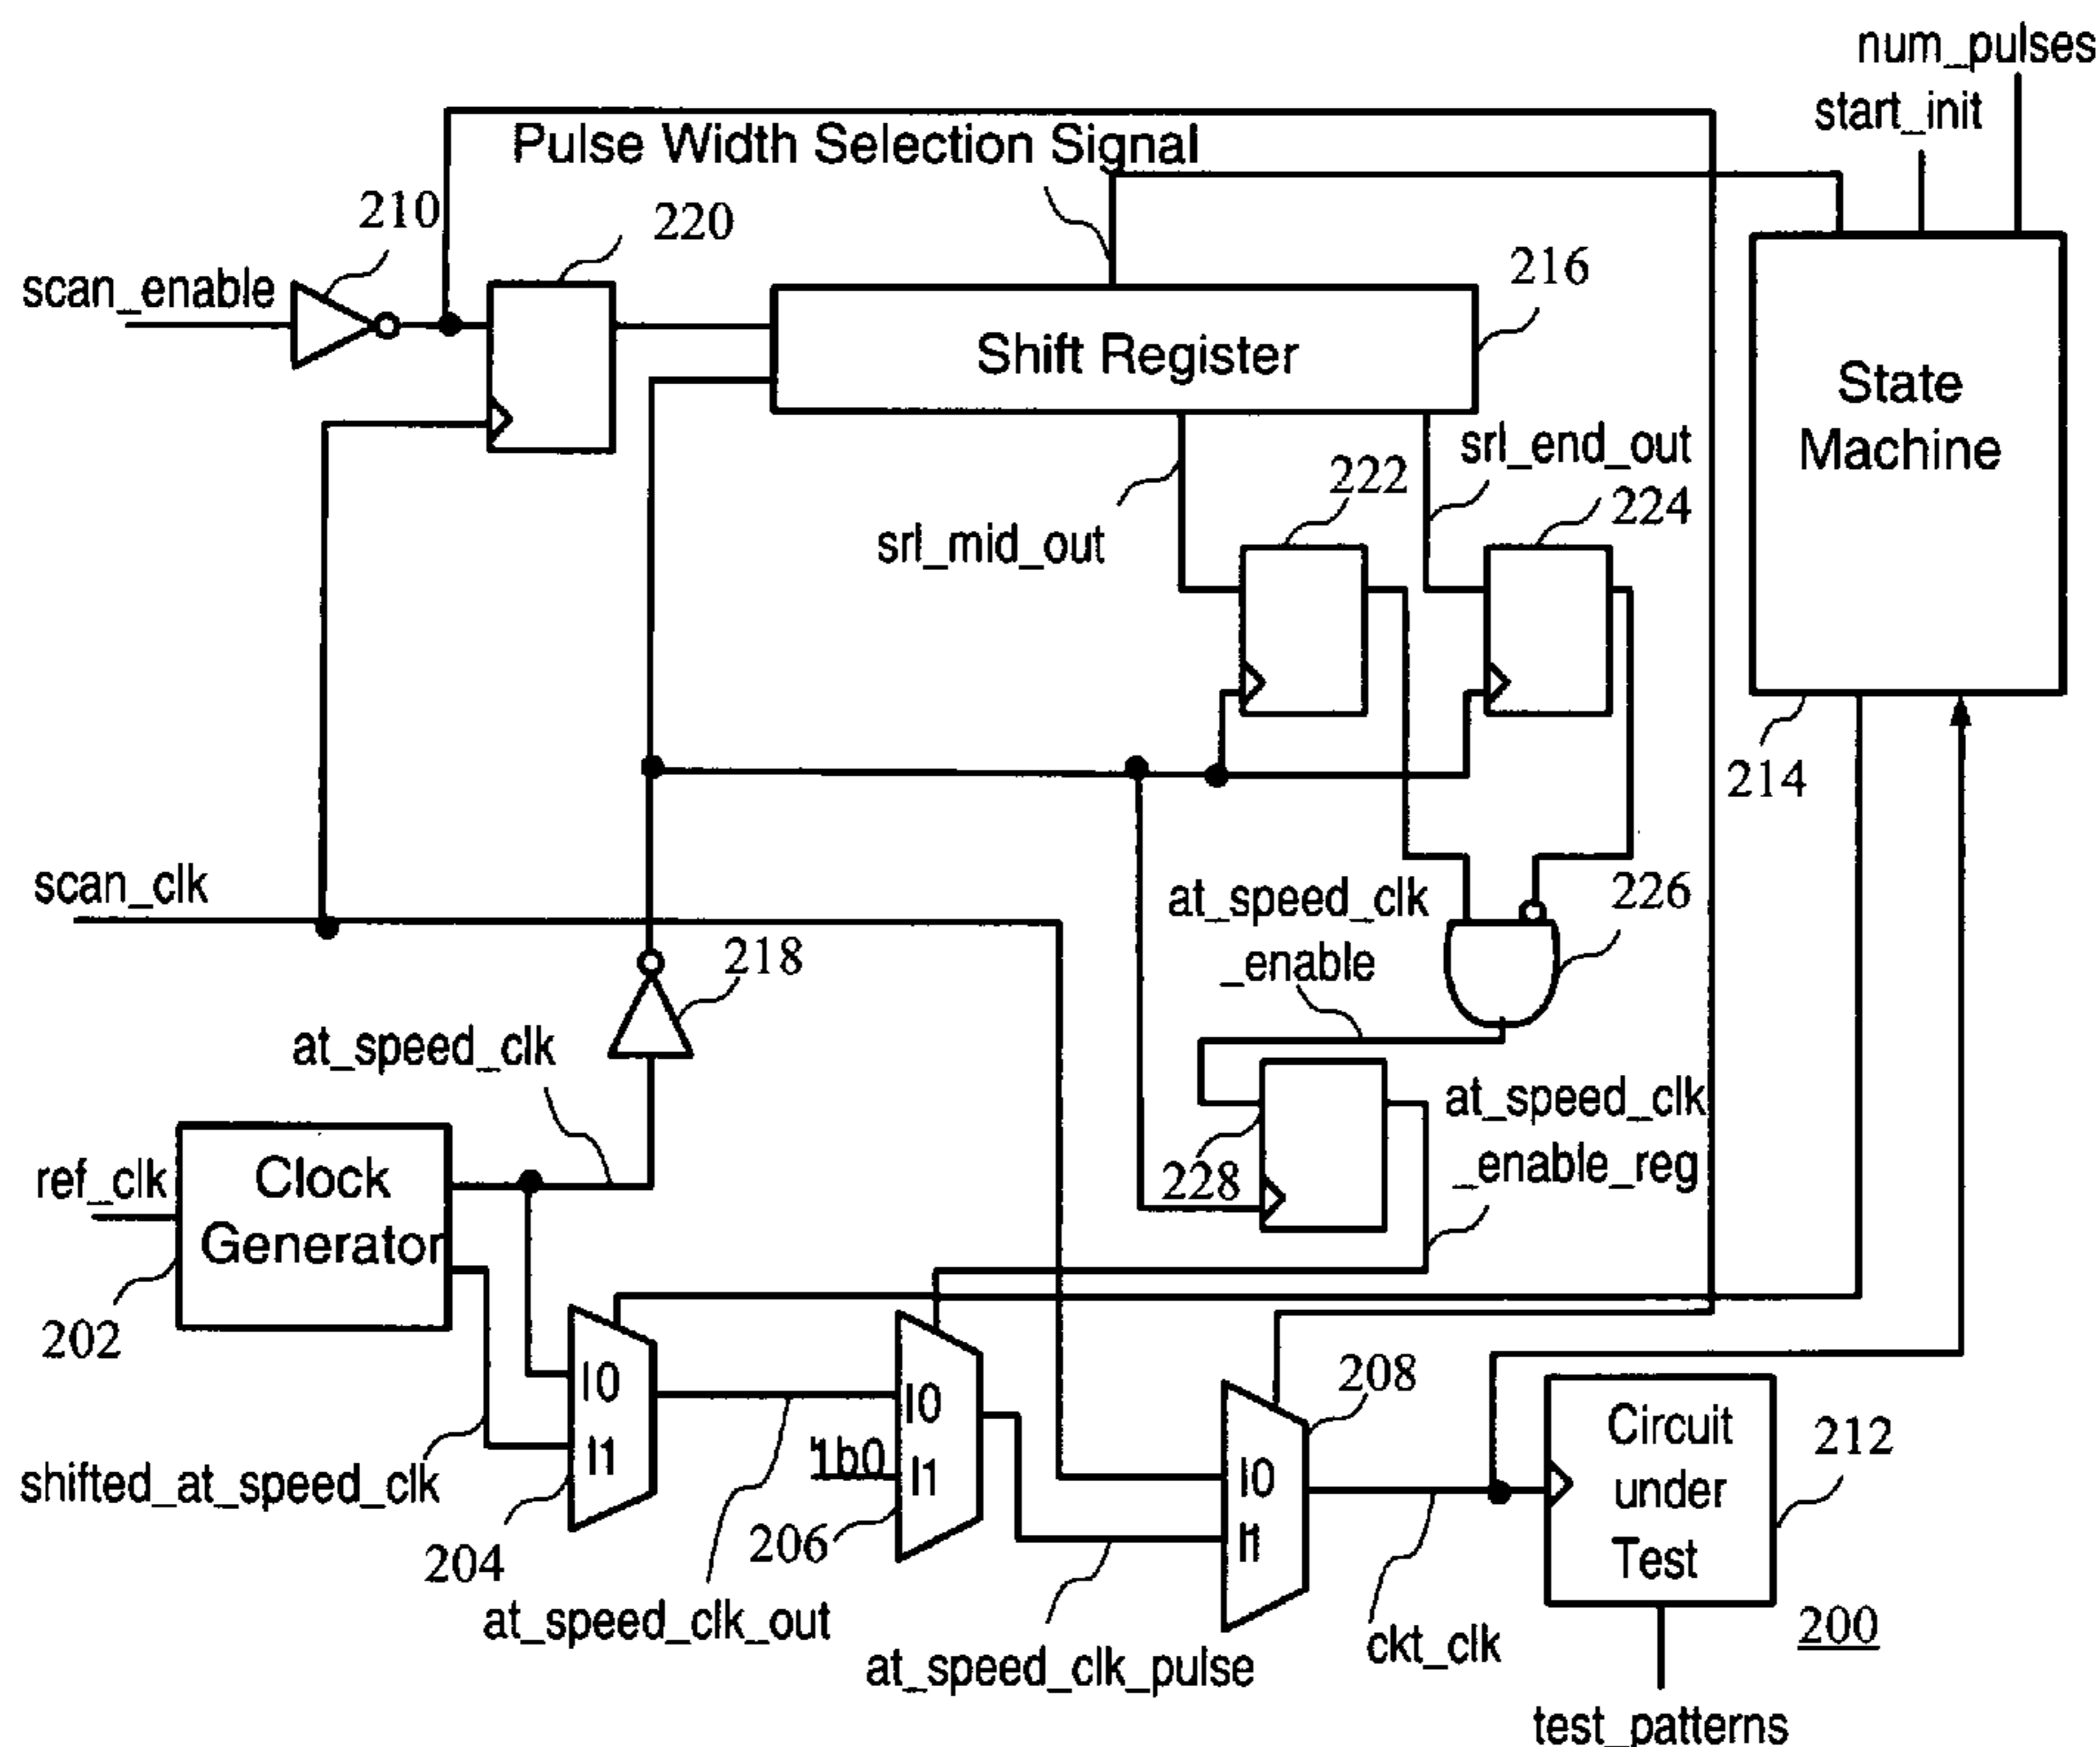 num_pulses
start_init
Pulse Width Selection Signal
210
220
scan_enable
216
Shift Register
State
Machine
srl_end_out
222
224
srl_mid_out
214
scan_clk
at_speed_clk
_enable
226
218
at_speed_clk
at_speed_clk
_enable_reg
ref_clk
Clock
Generator
228
202
I0
I1
I0
1b0
I1
208
I0
I1
Circuit
under
Test
212
shifted_at_speed_clk
204
206
at_speed_clk_out
at_speed_clk_pulse
ckt_clk
200
test_patterns